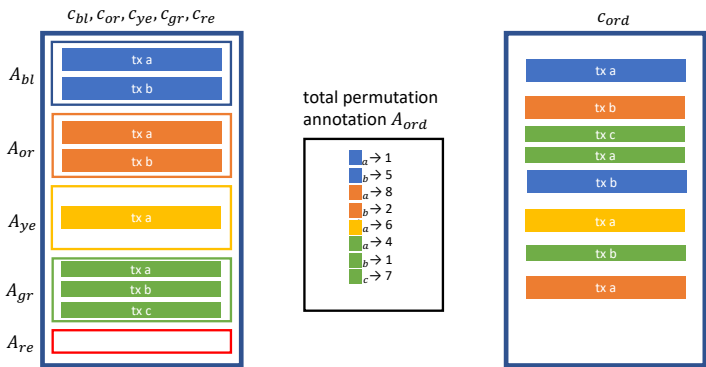 c_bl, c_or, c_ye, c_gr, c_re
A_bl
tx a
tx b
A_or
tx a
tx b
A_ye
tx a
A_gr
tx a
tx b
tx c
A_re
total permutation
annotation A_ord
a → 1
b → 5
a → 8
b → 2
a → 6
a → 4
b → 1
c → 7
c_ord
tx a
tx b
tx c
tx a
tx b
tx a
tx b
tx a